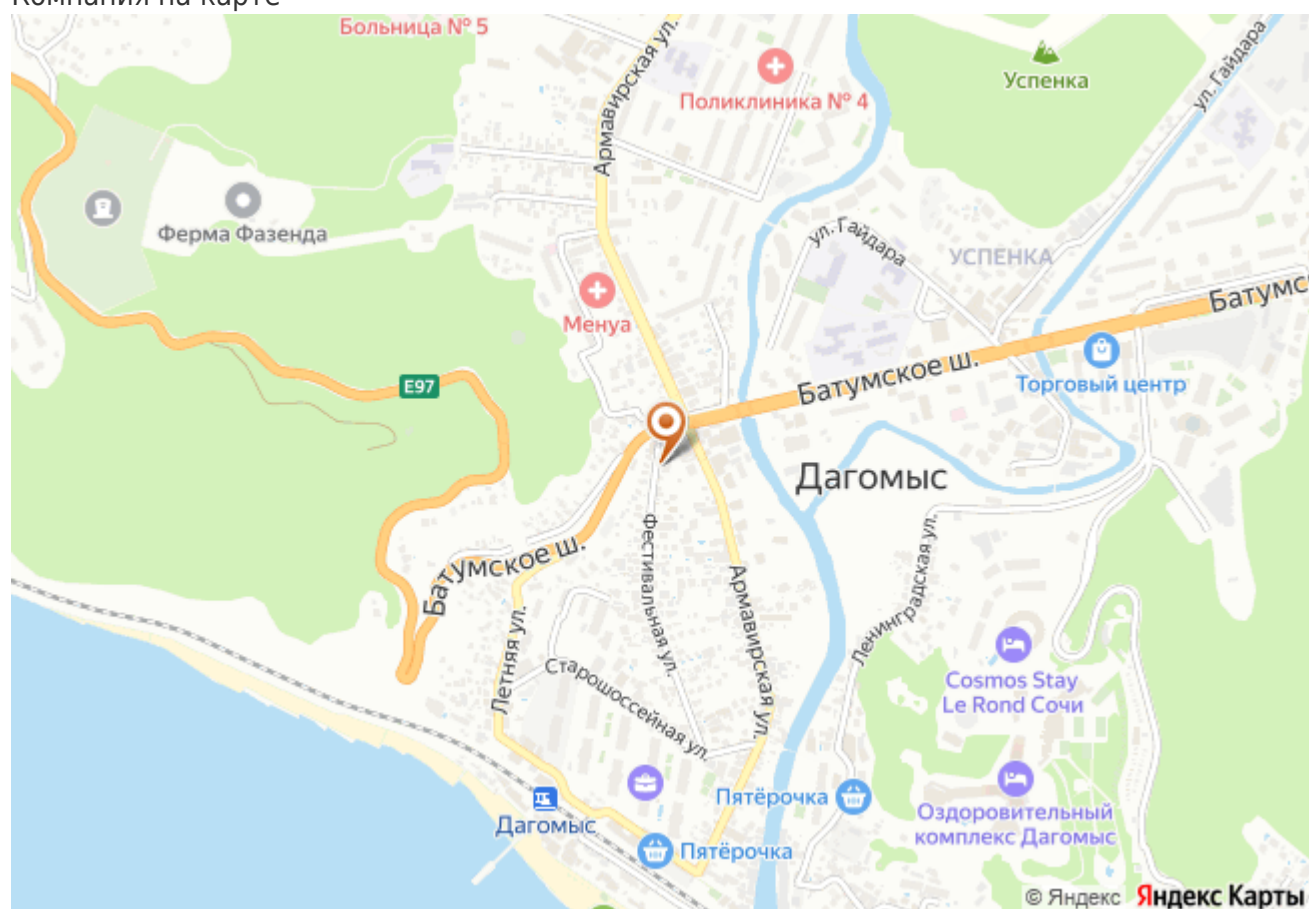 Компания на карте
Больница № 5
Армавирская ул.
Поликлиника № 4
Успенка
ул. Гайдара
Ферма Фазенда
ул. Гайдара
УСПЕНКА
Менуа
Батумс
E97
Батумское ш.
Торговый центр
Дагомыс
Батумское ш.
Фестивальная ул.
Армавирская ул.
Ленинградская ул.
Летняя ул.
Старошоссейная ул.
Cosmos Stay
Le Rond Сочи
Пятёрочка
Дагомыс
Оздоровительный
комплекс Дагомыс
Пятёрочка
© Яндекс Яндекс Карты